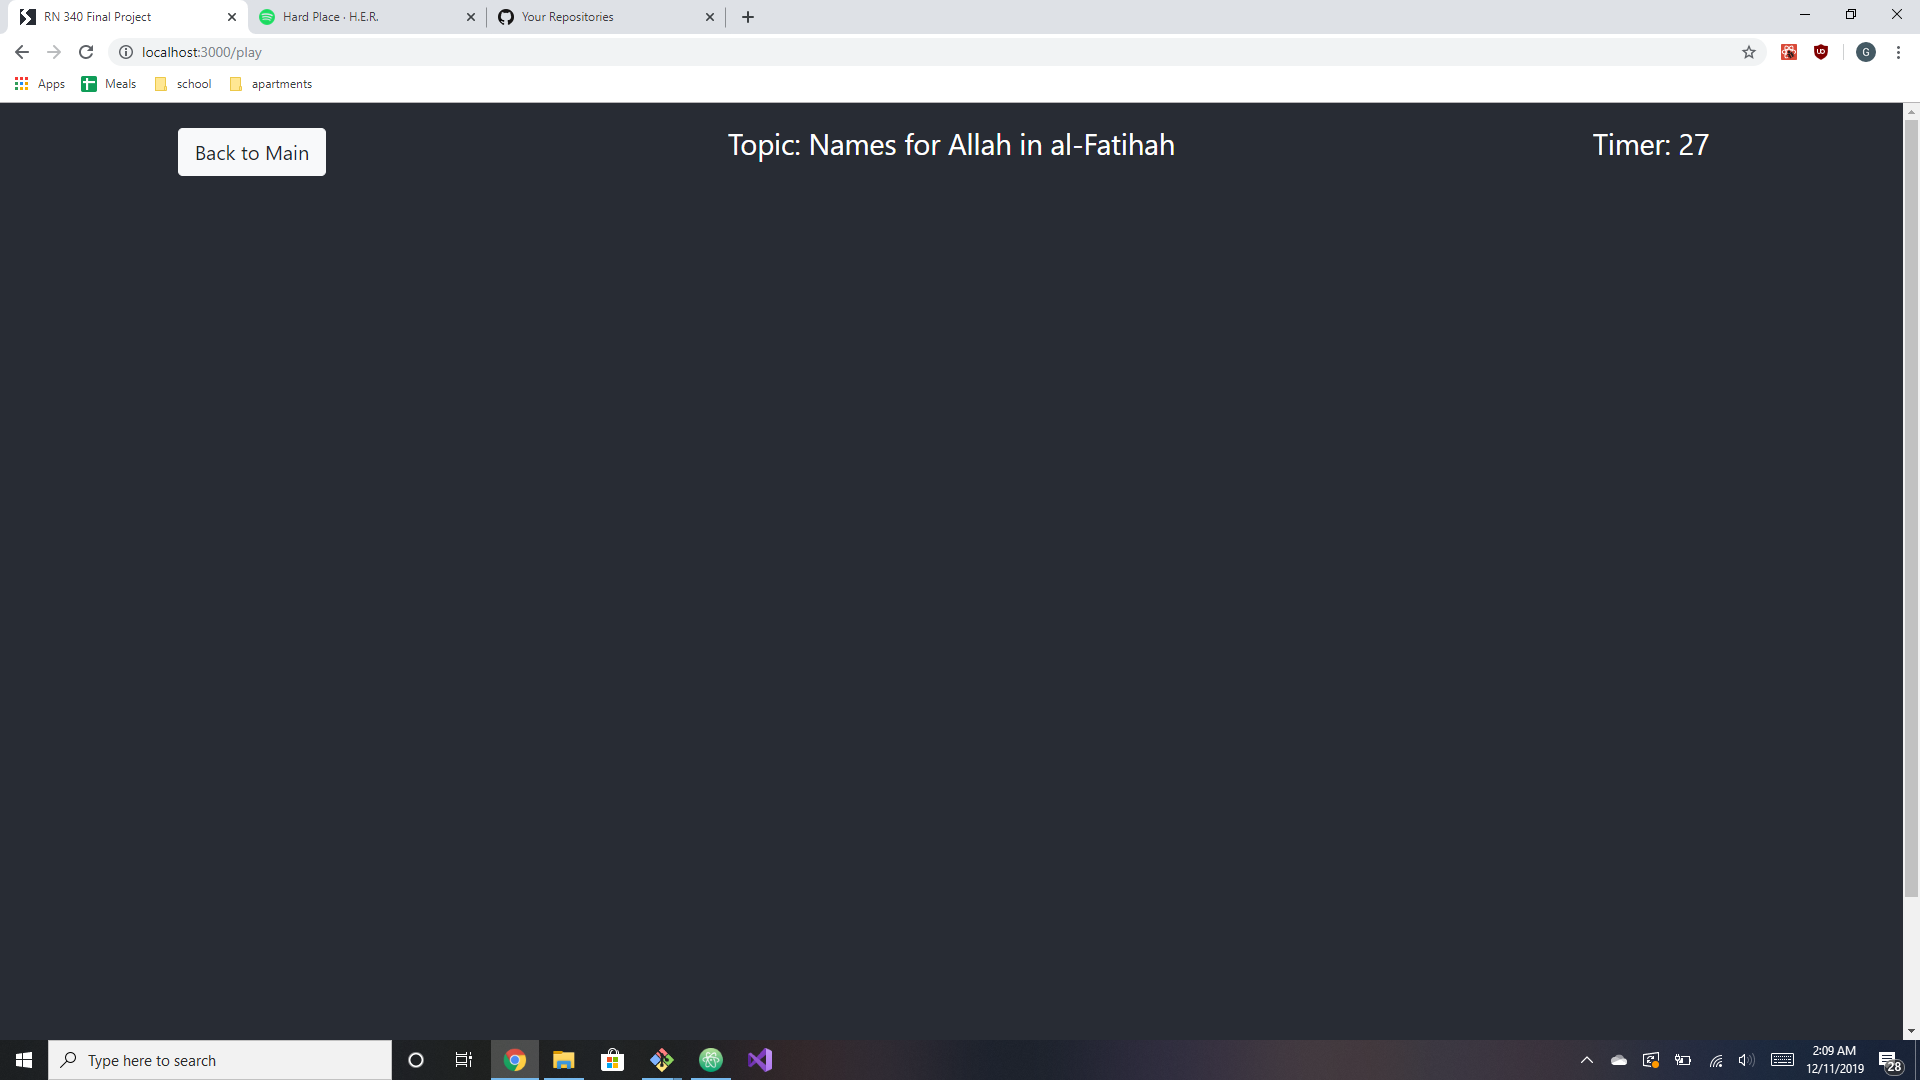 RN 340 Final Project
Hard Place · H.E.R.
Your Repositories
localhost:3000/play
G
Apps
Meals
school
apartments
Back to Main
Topic: Names for Allah in al-Fatihah
Timer: 27
Type here to search
2:09 AM
12/11/2019
28